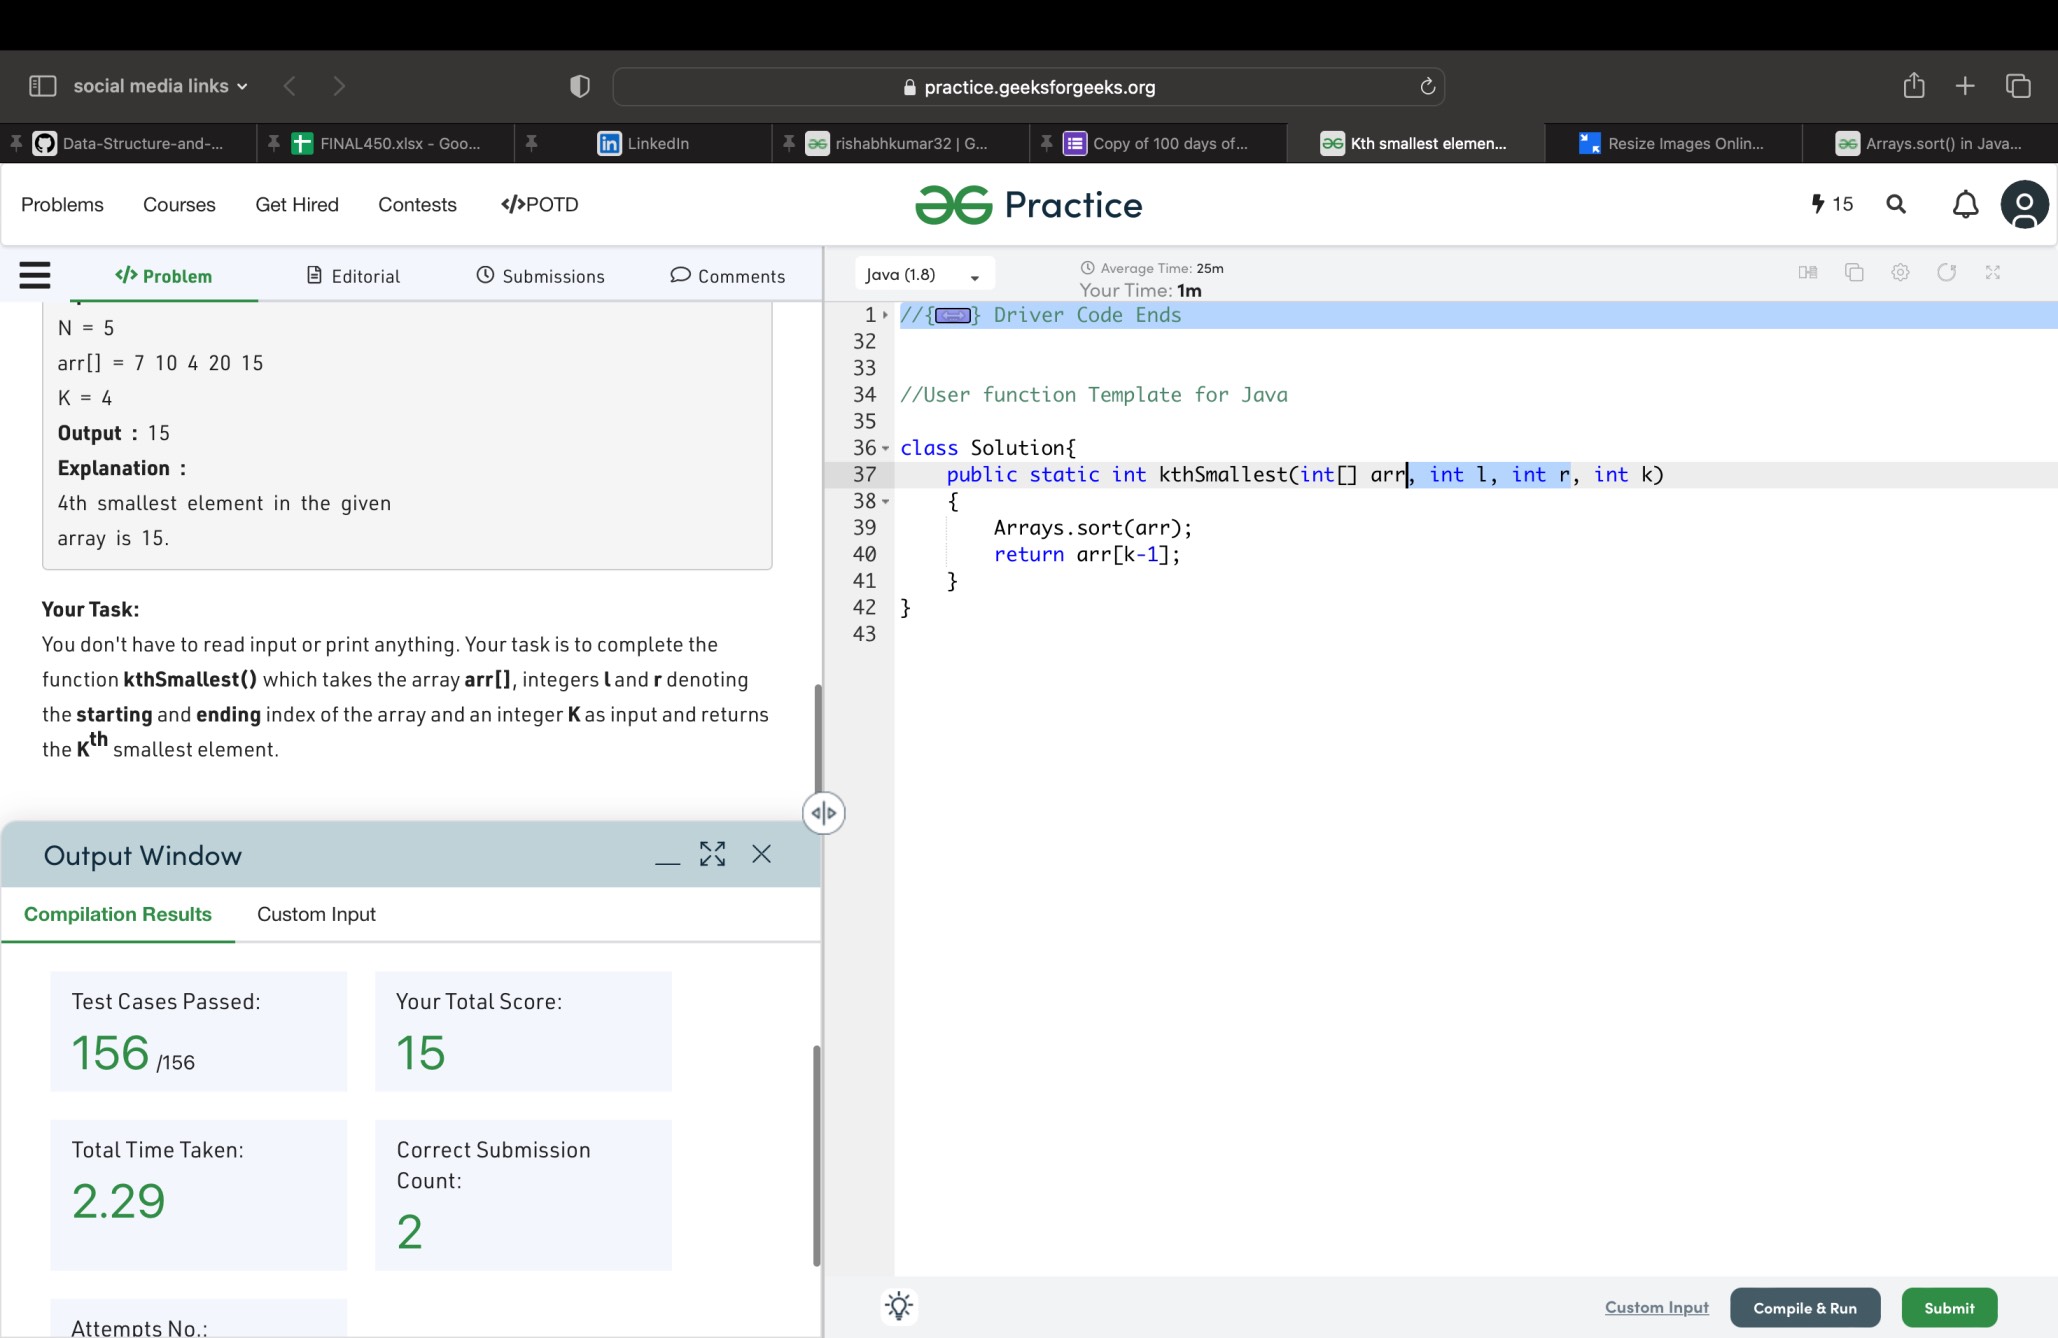 social media links
practice.geeksforgeeks.org
Data-Structure-and-...
FINAL450.xlsx - Goo...
LinkedIn
rishabhkumar32 | G...
Copy of 100 days of...
Kth smallest elemen...
Resize Images Onlin...
Arrays.sort() in Java...
Problems Courses Get Hired Contests </>POTD
Practice
15
</> Problem Editorial Submissions Comments
N = 5
arr[] = 7 10 4 20 15
K = 4
Output : 15
Explanation :
4th smallest element in the given
array is 15.
Your Task:
You don't have to read input or print anything. Your task is to complete the
function kthSmallest() which takes the array arr[], integers l and r denoting
the starting and ending index of the array and an integer K as input and returns
the Kth smallest element.
Output Window
Compilation Results Custom Input
Test Cases Passed:
156 /156
Your Total Score:
15
Total Time Taken:
2.29
Correct Submission
Count:
2
Attempts No.:
Java (1.8)
Average Time: 25m
Your Time: 1m
1 //{} Driver Code Ends
32
33
34 //User function Template for Java
35
36 class Solution{
37 public static int kthSmallest(int[] arr, int l, int r, int k)
38 {
39 Arrays.sort(arr);
40 return arr[k-1];
41 }
42 }
43
Custom Input Compile & Run Submit